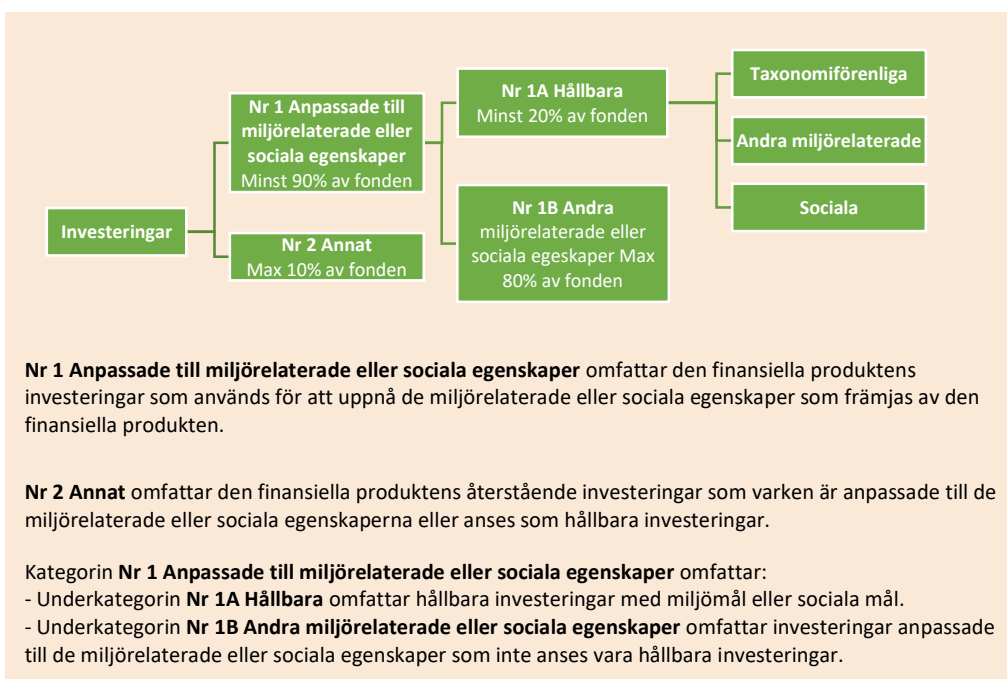 Investeringar
Nr 1 Anpassade till
miljörelaterade eller
sociala egenskaper
Minst 90% av fonden
Nr 2 Annat
Max 10% av fonden
Nr 1A Hållbara
Minst 20% av fonden
Nr 1B Andra
miljörelaterade eller
sociala egeskaper Max
80% av fonden
Taxonomiförenliga
Andra miljörelaterade
Sociala
Nr 1 Anpassade till miljörelaterade eller sociala egenskaper omfattar den finansiella produktens
investeringar som används för att uppnå de miljörelaterade eller sociala egenskaper som främjas av den
finansiella produkten.
Nr 2 Annat omfattar den finansiella produktens återstående investeringar som varken är anpassade till de
miljörelaterade eller sociala egenskaperna eller anses som hållbara investeringar.
Kategorin Nr 1 Anpassade till miljörelaterade eller sociala egenskaper omfattar:
- Underkategorin Nr 1A Hållbara omfattar hållbara investeringar med miljömål eller sociala mål.
- Underkategorin Nr 1B Andra miljörelaterade eller sociala egenskaper omfattar investeringar anpassade
till de miljörelaterade eller sociala egenskaper som inte anses vara hållbara investeringar.